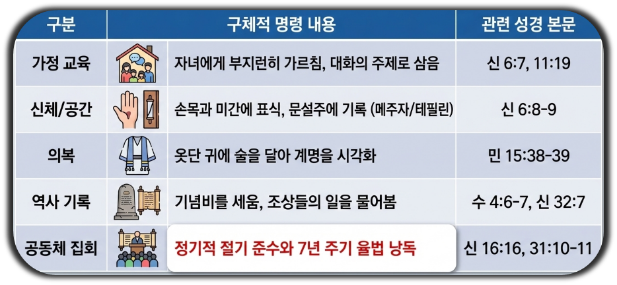 구분 구체적 명령 내용 관련 성경 본문
가정 교육 자녀에게 부지런히 가르침, 대화의 주제로 삼음 신 6:7, 11:19
신체/공간 손목과 미간에 표식, 문설주에 기록 (메주자/테필린) 신 6:8-9
의복 옷단 귀에 술을 달아 계명을 시각화 민 15:38-39
역사 기록 기념비를 세움, 조상들의 일을 물어봄 수 4:6-7, 신 32:7
공동체 집회 정기적 절기 준수와 7년 주기 율법 낭독 신 16:16, 31:10-11